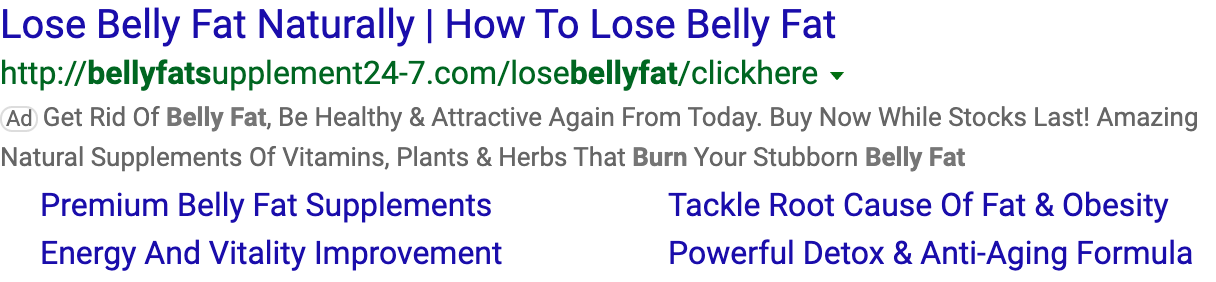 Lose Belly Fat Naturally | How To Lose Belly Fat
http://bellyfatsupplement24-7.com/losebellyfat/clickhere
Ad Get Rid Of Belly Fat, Be Healthy & Attractive Again From Today. Buy Now While Stocks Last! Amazing
Natural Supplements Of Vitamins, Plants & Herbs That Burn Your Stubborn Belly Fat
Premium Belly Fat Supplements Tackle Root Cause Of Fat & Obesity
Energy And Vitality Improvement Powerful Detox & Anti-Aging Formula